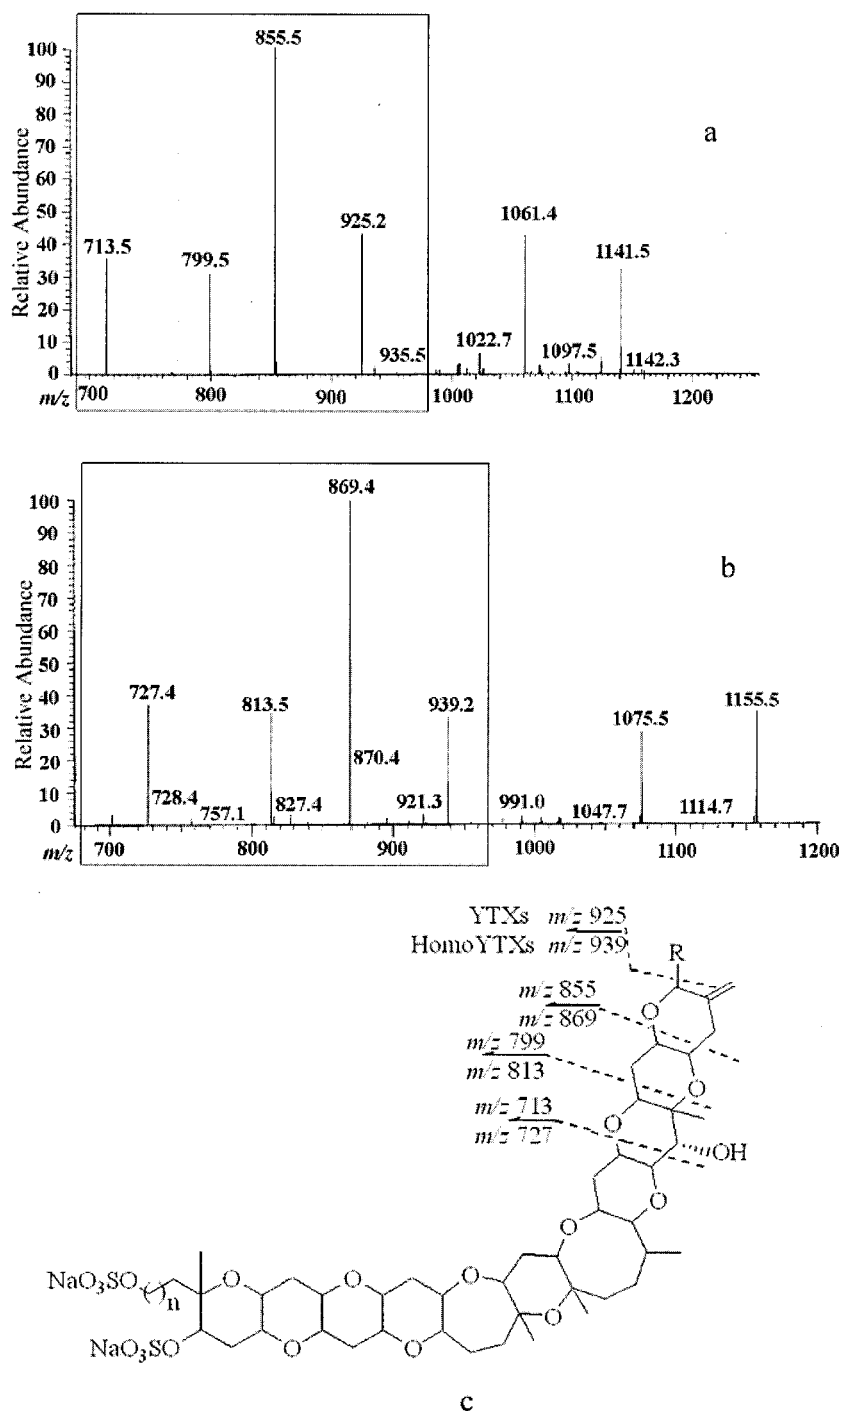 855.5
100
90
80
70
60
50
40
30
20
10
0
Relative Abundance
a
1061.4
925.2
713.5
799.5
1141.5
935.5
1022.7
1097.5
1142.3
m/z 700 800 900 1000 1100 1200
869.4
100
90
80
70
60
50
40
30
20
10
0
Relative Abundance
b
727.4
813.5
939.2
1075.5
1155.5
870.4
728.4
757.1
827.4
921.3
991.0
1047.7
1114.7
m/z 700 800 900 1000 1100 1200
YTXs m/z 925
HomoYTXs m/z 939
R
O
m/z 855
m/z 869
m/z 799
m/z 813
O
m/z 713
m/z 727
O
OH
O
O
NaO3SO
( )n
O
O
O
O
NaO3SO
O
O
O
c